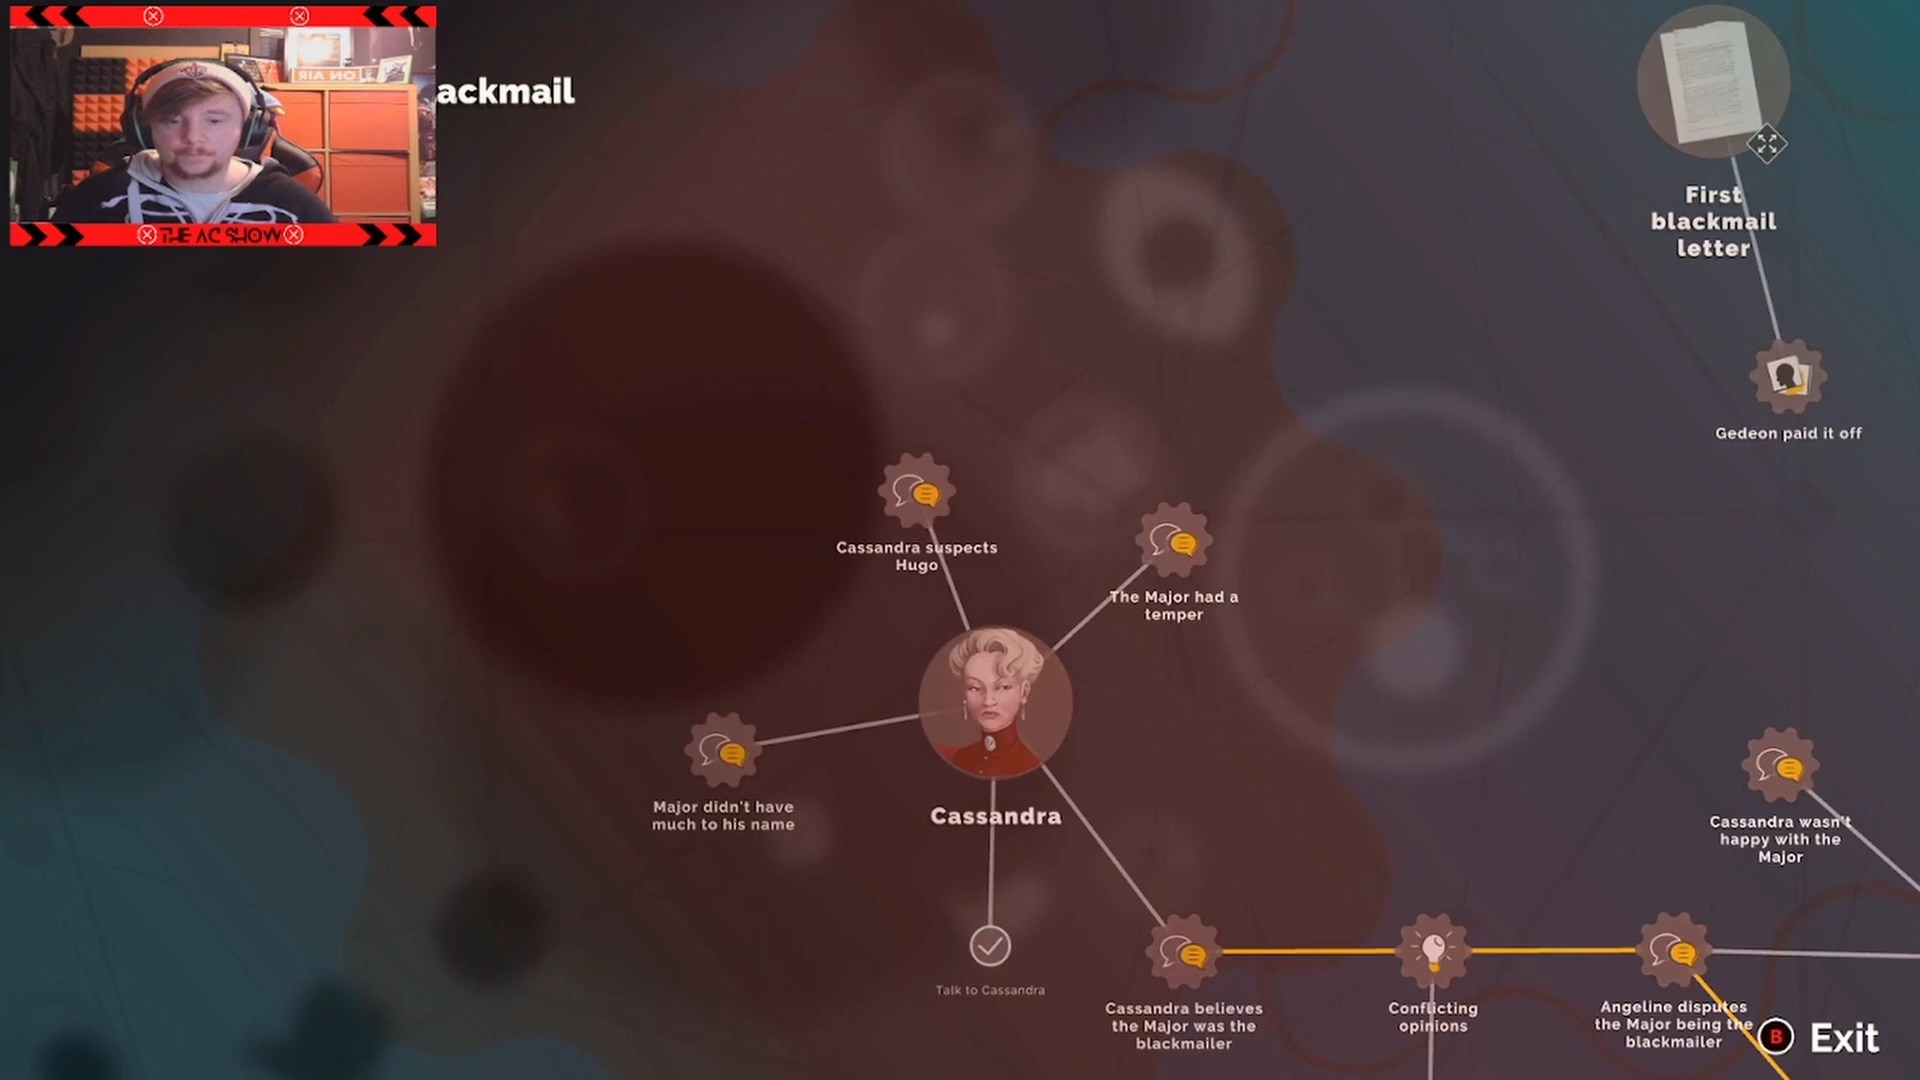 ON AIR
THE AC SHOW
ackmail
First
blackmail
letter
Gedeon paid it off
Cassandra suspects
Hugo
The Major had a
temper
Major didn't have
much to his name
Cassandra
Talk to Cassandra
Cassandra wasn't
happy with the
Major
Cassandra believes
the Major was the
blackmailer
Conflicting
opinions
Angeline disputes
the Major being the
blackmailer
B Exit